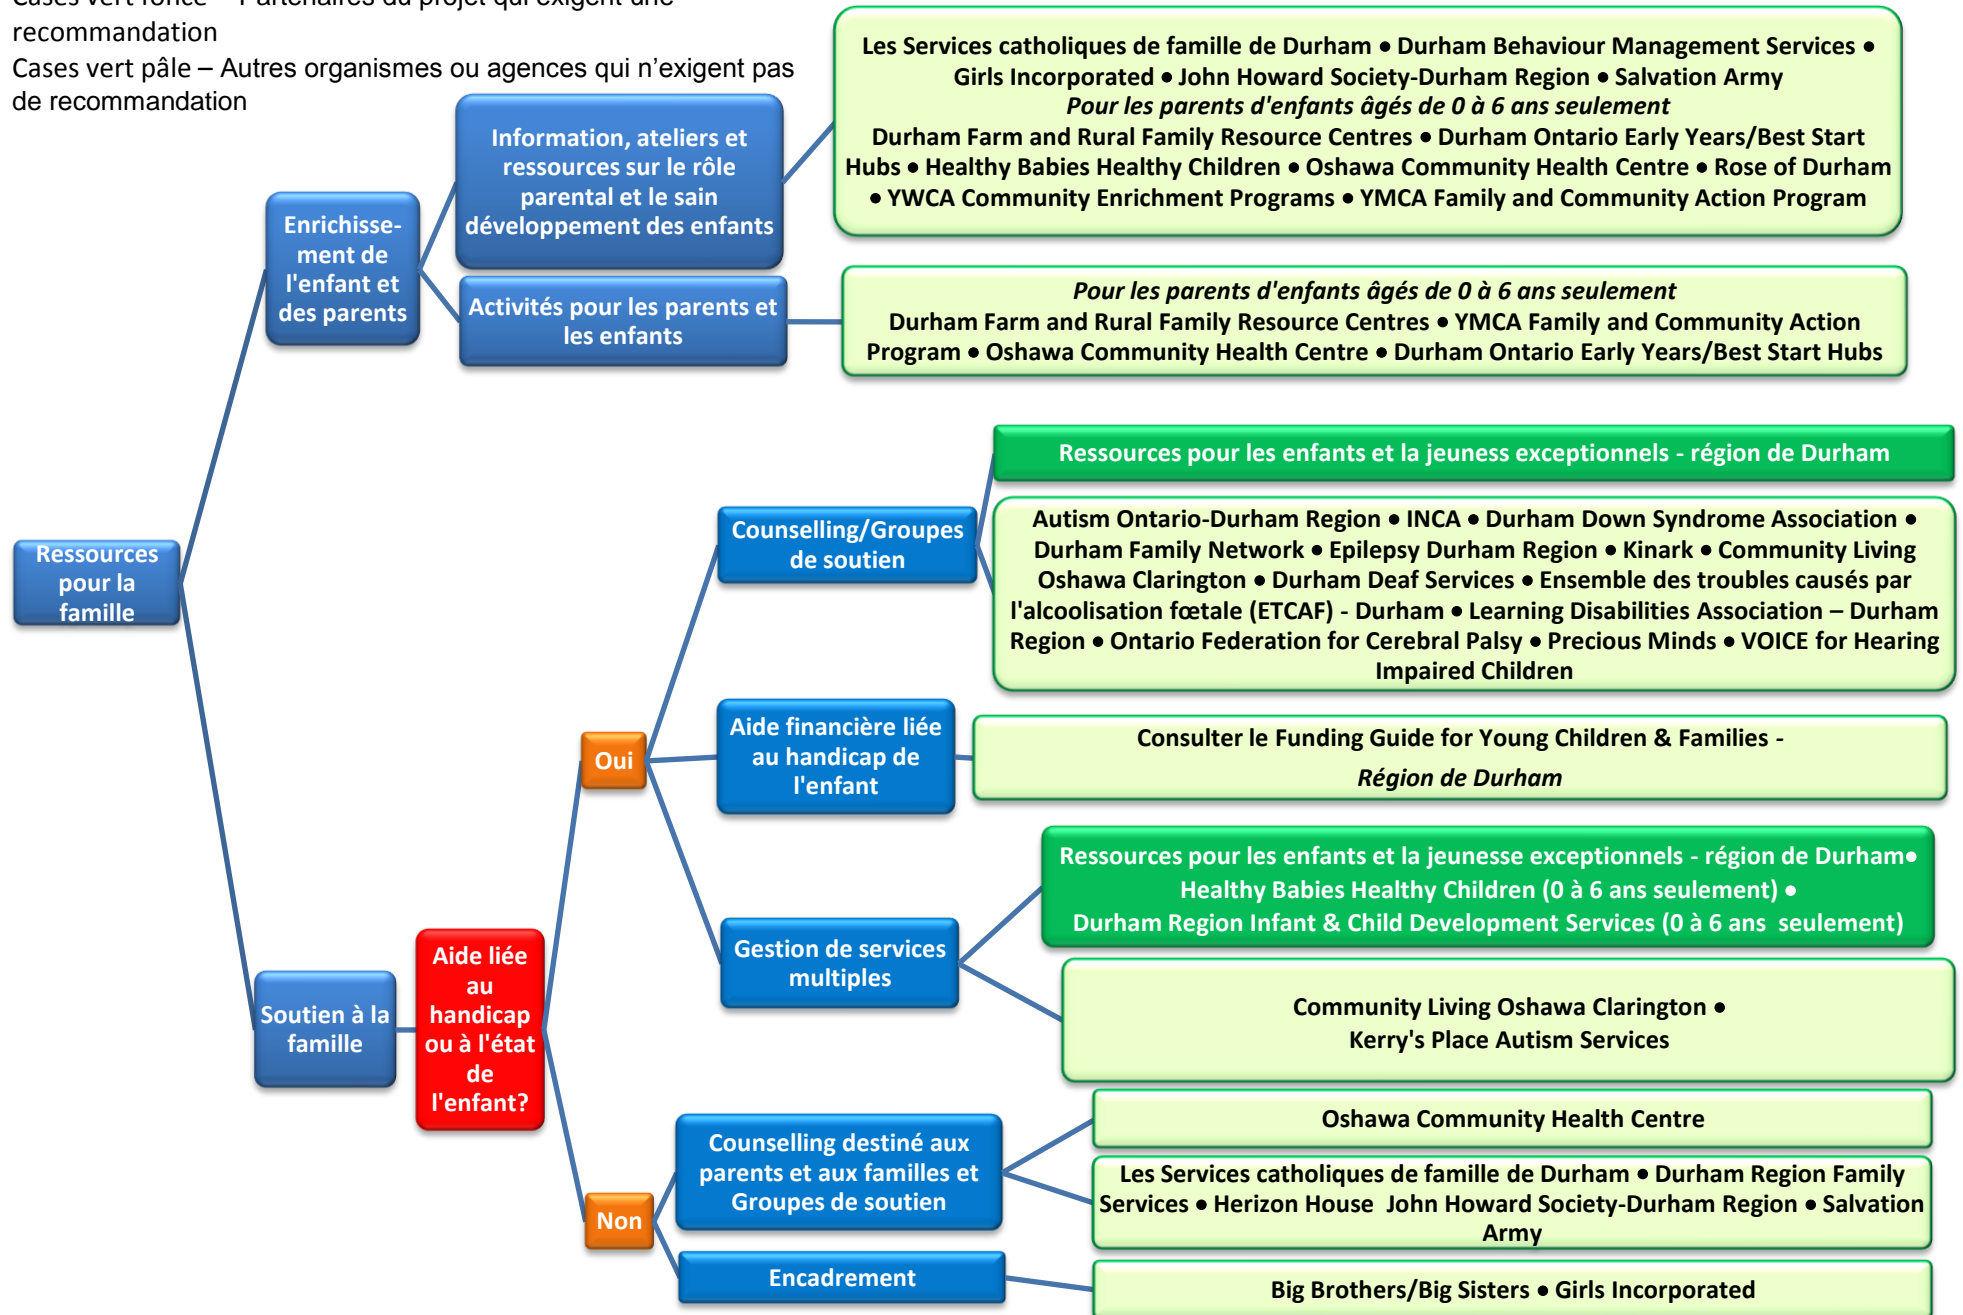 Cases vert foncé – Partenaires du projet qui exigent une
recommandation
Cases vert pâle – Autres organismes ou agences qui n’exigent pas
de recommandation
Ressources
pour la
famille
Enrichisse-
ment de
l'enfant et
des parents
Information, ateliers et
ressources sur le rôle
parental et le sain
développement des enfants
Les Services catholiques de famille de Durham • Durham Behaviour Management Services •
Girls Incorporated • John Howard Society-Durham Region • Salvation Army
Pour les parents d'enfants âgés de 0 à 6 ans seulement
Durham Farm and Rural Family Resource Centres • Durham Ontario Early Years/Best Start
Hubs • Healthy Babies Healthy Children • Oshawa Community Health Centre • Rose of Durham
• YWCA Community Enrichment Programs • YMCA Family and Community Action Program
Activités pour les parents et
les enfants
Pour les parents d'enfants âgés de 0 à 6 ans seulement
Durham Farm and Rural Family Resource Centres • YMCA Family and Community Action
Program • Oshawa Community Health Centre • Durham Ontario Early Years/Best Start Hubs
Soutien à la
famille
Aide liée
au
handicap
ou à l'état
de
l'enfant?
Oui
Counselling/Groupes
de soutien
Ressources pour les enfants et la jeuness exceptionnels - région de Durham
Autism Ontario-Durham Region • INCA • Durham Down Syndrome Association •
Durham Family Network • Epilepsy Durham Region • Kinark • Community Living
Oshawa Clarington • Durham Deaf Services • Ensemble des troubles causés par
l'alcoolisation fœtale (ETCAF) - Durham • Learning Disabilities Association – Durham
Region • Ontario Federation for Cerebral Palsy • Precious Minds • VOICE for Hearing
Impaired Children
Aide financière liée
au handicap de
l'enfant
Consulter le Funding Guide for Young Children & Families -
Région de Durham
Gestion de services
multiples
Ressources pour les enfants et la jeunesse exceptionnels - région de Durham•
Healthy Babies Healthy Children (0 à 6 ans seulement) •
Durham Region Infant & Child Development Services (0 à 6 ans seulement)
Community Living Oshawa Clarington •
Kerry's Place Autism Services
Non
Counselling destiné aux
parents et aux familles et
Groupes de soutien
Oshawa Community Health Centre
Les Services catholiques de famille de Durham • Durham Region Family
Services • Herizon House John Howard Society-Durham Region • Salvation
Army
Encadrement
Big Brothers/Big Sisters • Girls Incorporated